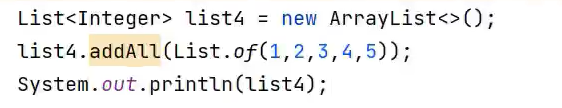 List<Integer> list4 = new ArrayList<>();
list4.addAll(List.of(1,2,3,4,5));
System.out.println(list4);